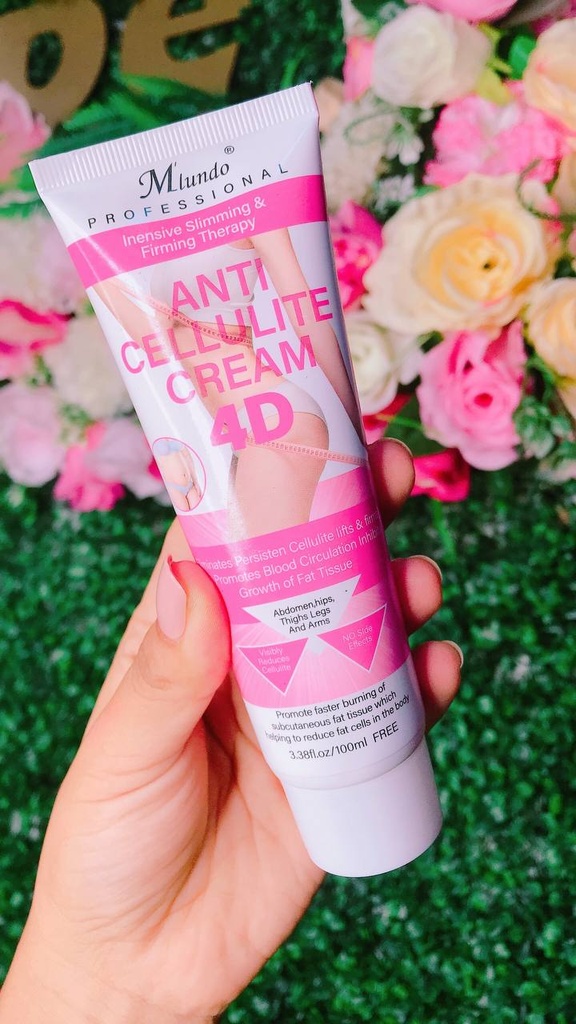 oe
M'lundo®
PROFESSIONAL
Inensive Slimming &
Firming Therapy
ANTI
CELLULITE
CREAM
4D
Persisten Cellulite lifts &
Promotes Blood Circulation
Growth of Fat Tissue
Abdomen,hips,
Thighs Legs
And Arms
Visibly
Reduces
Cellulite
NO Side
Effects
Promote faster burning of
subcutaneous fat tissue which
helping to reduce fat cells in the body
3.38fl.oz/100ml FREE